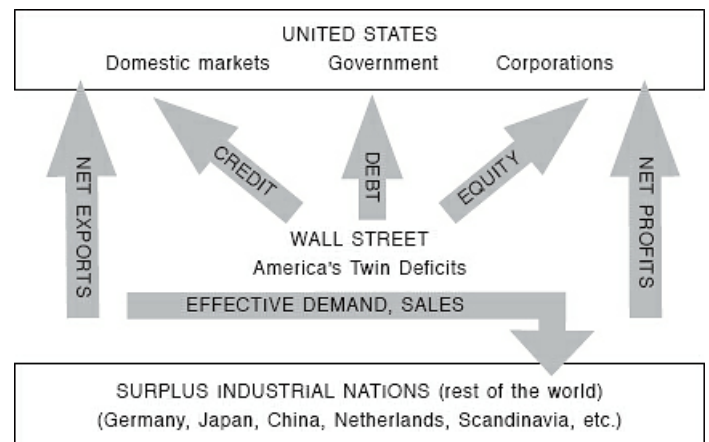 UNITED STATES
Domestic markets Government Corporations
NET EXPORTS
CREDIT
DEBT
EQUITY
NET PROFITS
WALL STREET
America's Twin Deficits
EFFECTIVE DEMAND, SALES
SURPLUS INDUSTRIAL NATIONS (rest of the world)
(Germany, Japan, China, Netherlands, Scandinavia, etc.)